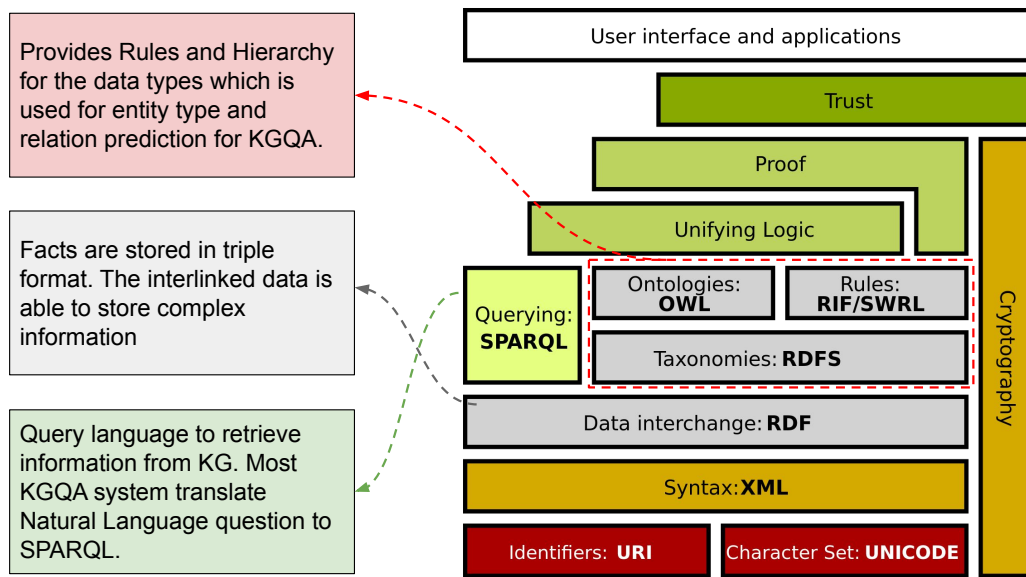 Provides Rules and Hierarchy
for the data types which is
used for entity type and
relation prediction for KGQA.
Facts are stored in triple
format. The interlinked data is
able to store complex
information
Query language to retrieve
information from KG. Most
KGQA system translate
Natural Language question to
SPARQL.
User interface and applications
Trust
Proof
Unifying Logic
Querying:
SPARQL
Ontologies:
OWL
Rules:
RIF/SWRL
Taxonomies: RDFS
Data interchange: RDF
Syntax: XML
Identifiers: URI
Character Set: UNICODE
Cryptography